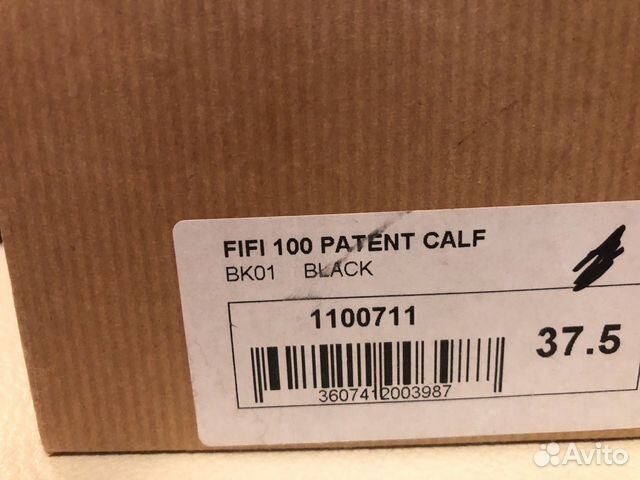 FIFI 100 PATENT CALF
BK01 BLACK
1100711
37.5
3607412003987
Avito